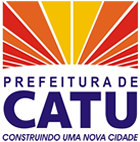 PREFEITURA DE
CATU
CONSTRUINDO UMA NOVA CIDADE